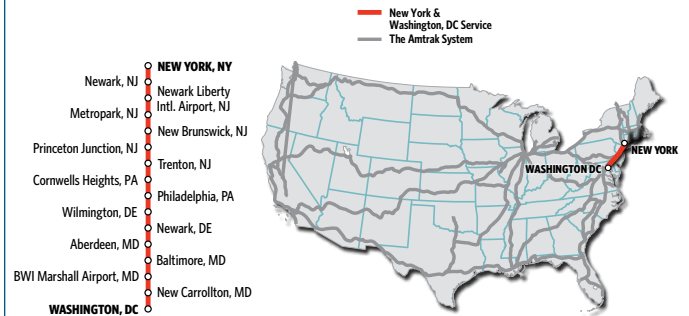 New York &
Washington, DC Service
The Amtrak System
NEW YORK, NY
Newark, NJ
Newark Liberty
Intl. Airport, NJ
Metropark, NJ
New Brunswick, NJ
Princeton Junction, NJ
Trenton, NJ
Cornwells Heights, PA
Philadelphia, PA
Wilmington, DE
Newark, DE
Aberdeen, MD
Baltimore, MD
BWI Marshall Airport, MD
New Carrollton, MD
WASHINGTON, DC
NEW YORK
WASHINGTON DC